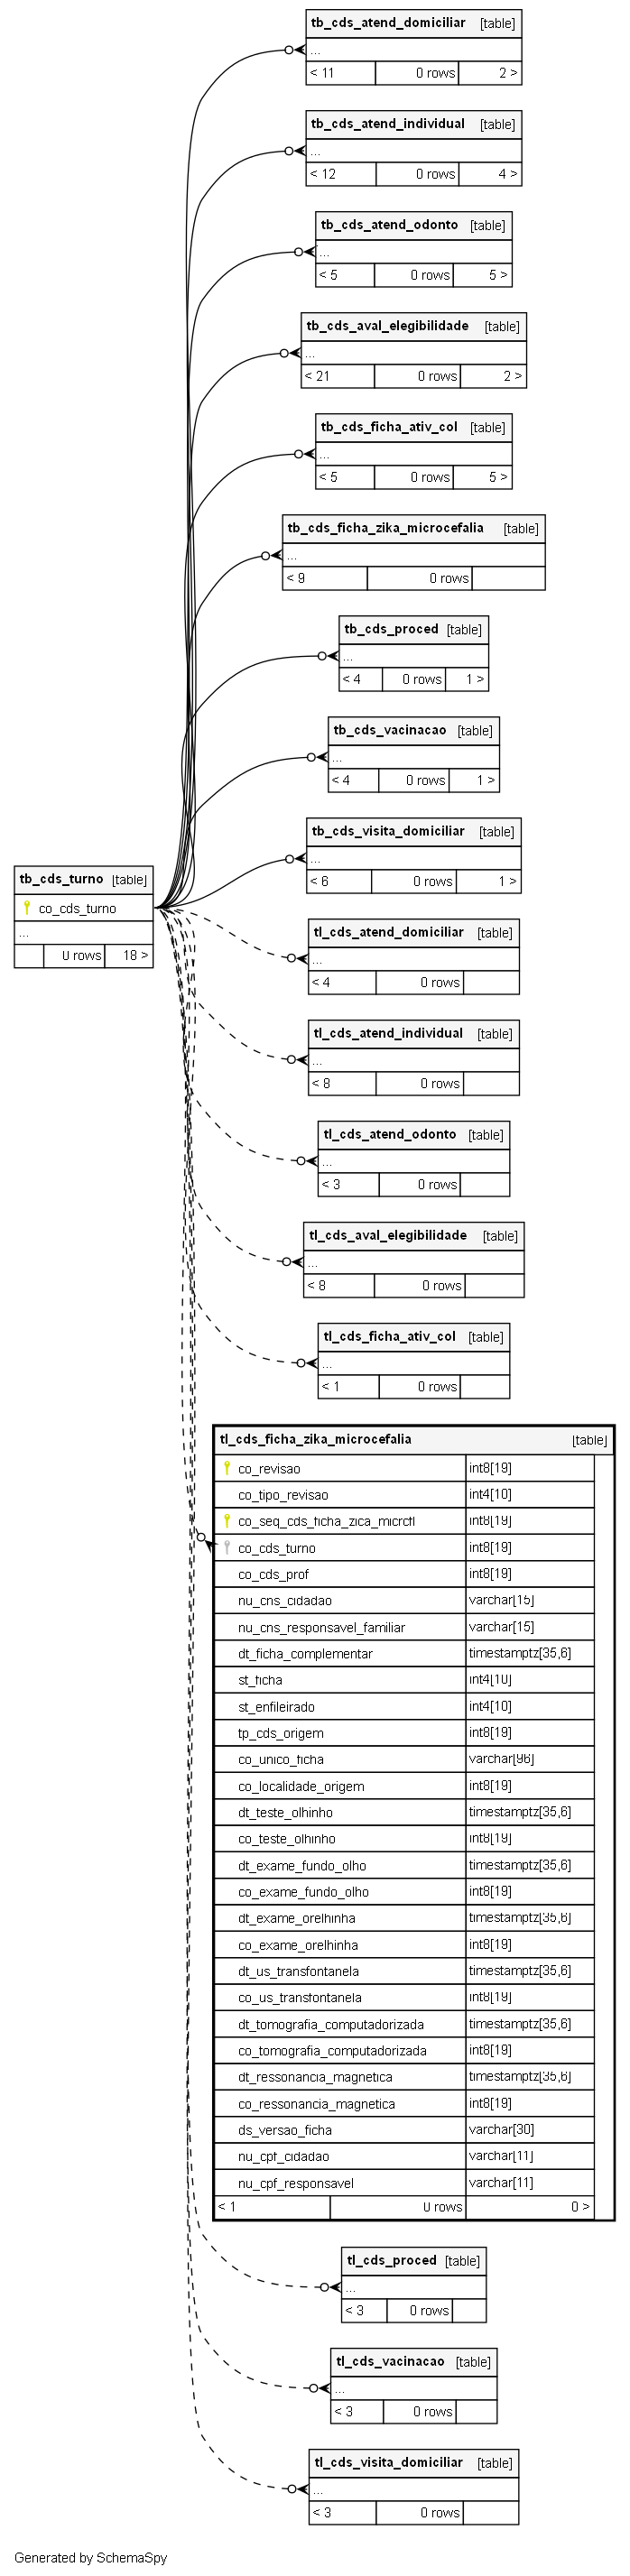 tb_cds_atend_domiciliar [table]
...
< 11 0 rows 2 >
tb_cds_atend_individual [table]
...
< 12 0 rows 4 >
tb_cds_atend_odonto [table]
...
< 5 0 rows 5 >
tb_cds_aval_elegibilidade [table]
...
< 21 0 rows 2 >
tb_cds_ficha_ativ_col [table]
...
< 5 0 rows 5 >
tb_cds_ficha_zika_microcefalia [table]
...
< 9 0 rows
tb_cds_proced [table]
...
< 4 0 rows 1 >
tb_cds_vacinacao [table]
...
< 4 0 rows 1 >
tb_cds_visita_domiciliar [table]
...
< 6 0 rows 1 >
tb_cds_turno [table]
co_cds_turno
...
0 rows 18 >
tl_cds_atend_domiciliar [table]
...
< 4 0 rows
tl_cds_atend_individual [table]
...
< 8 0 rows
tl_cds_atend_odonto [table]
...
< 3 0 rows
tl_cds_aval_elegibilidade [table]
...
< 8 0 rows
tl_cds_ficha_ativ_col [table]
...
< 1 0 rows
tl_cds_ficha_zika_microcefalia [table]
co_revisao int8[19]
co_tipo_revisao int4[10]
co_seq_cds_ficha_zica_micrcfl int8[19]
co_cds_turno int8[19]
co_cds_prof int8[19]
nu_cns_cidadao varchar[15]
nu_cns_responsavel_familiar varchar[15]
dt_ficha_complementar timestamptz[35,6]
st_ficha int4[10]
st_enfileirado int4[10]
tp_cds_origem int8[19]
co_unico_ficha varchar[96]
co_localidade_origem int8[19]
dt_teste_olhinho timestamptz[35,6]
co_teste_olhinho int8[19]
dt_exame_fundo_olho timestamptz[35,6]
co_exame_fundo_olho int8[19]
dt_exame_orelhinha timestamptz[35,6]
co_exame_orelhinha int8[19]
dt_us_transfontanela timestamptz[35,6]
co_us_transfontanela int8[19]
dt_tomografia_computadorizada timestamptz[35,6]
co_tomografia_computadorizada int8[19]
dt_ressonancia_magnetica timestamptz[35,6]
co_ressonancia_magnetica int8[19]
ds_versao_ficha varchar[30]
nu_cpf_cidadao varchar[11]
nu_cpf_responsavel varchar[11]
< 1 0 rows 0 >
tl_cds_proced [table]
...
< 3 0 rows
tl_cds_vacinacao [table]
...
< 3 0 rows
tl_cds_visita_domiciliar [table]
...
< 3 0 rows
Generated by SchemaSpy